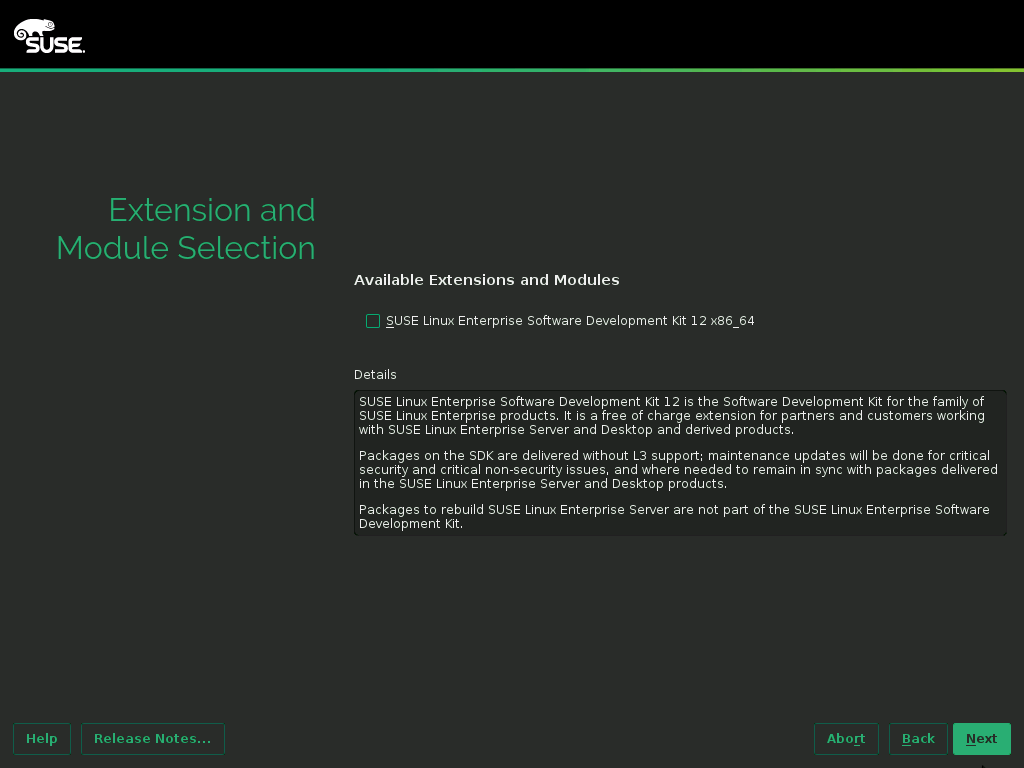 SUSE.
Extension and
Module Selection
Available Extensions and Modules
SUSE Linux Enterprise Software Development Kit 12 x86_64
Details
SUSE Linux Enterprise Software Development Kit 12 is the Software Development Kit for the family of
SUSE Linux Enterprise products. It is a free of charge extension for partners and customers working
with SUSE Linux Enterprise Server and Desktop and derived products.
Packages on the SDK are delivered without L3 support; maintenance updates will be done for critical
security and critical non-security issues, and where needed to remain in sync with packages delivered
in the SUSE Linux Enterprise Server and Desktop products.
Packages to rebuild SUSE Linux Enterprise Server are not part of the SUSE Linux Enterprise Software
Development Kit.
Help Release Notes... Abort Back Next